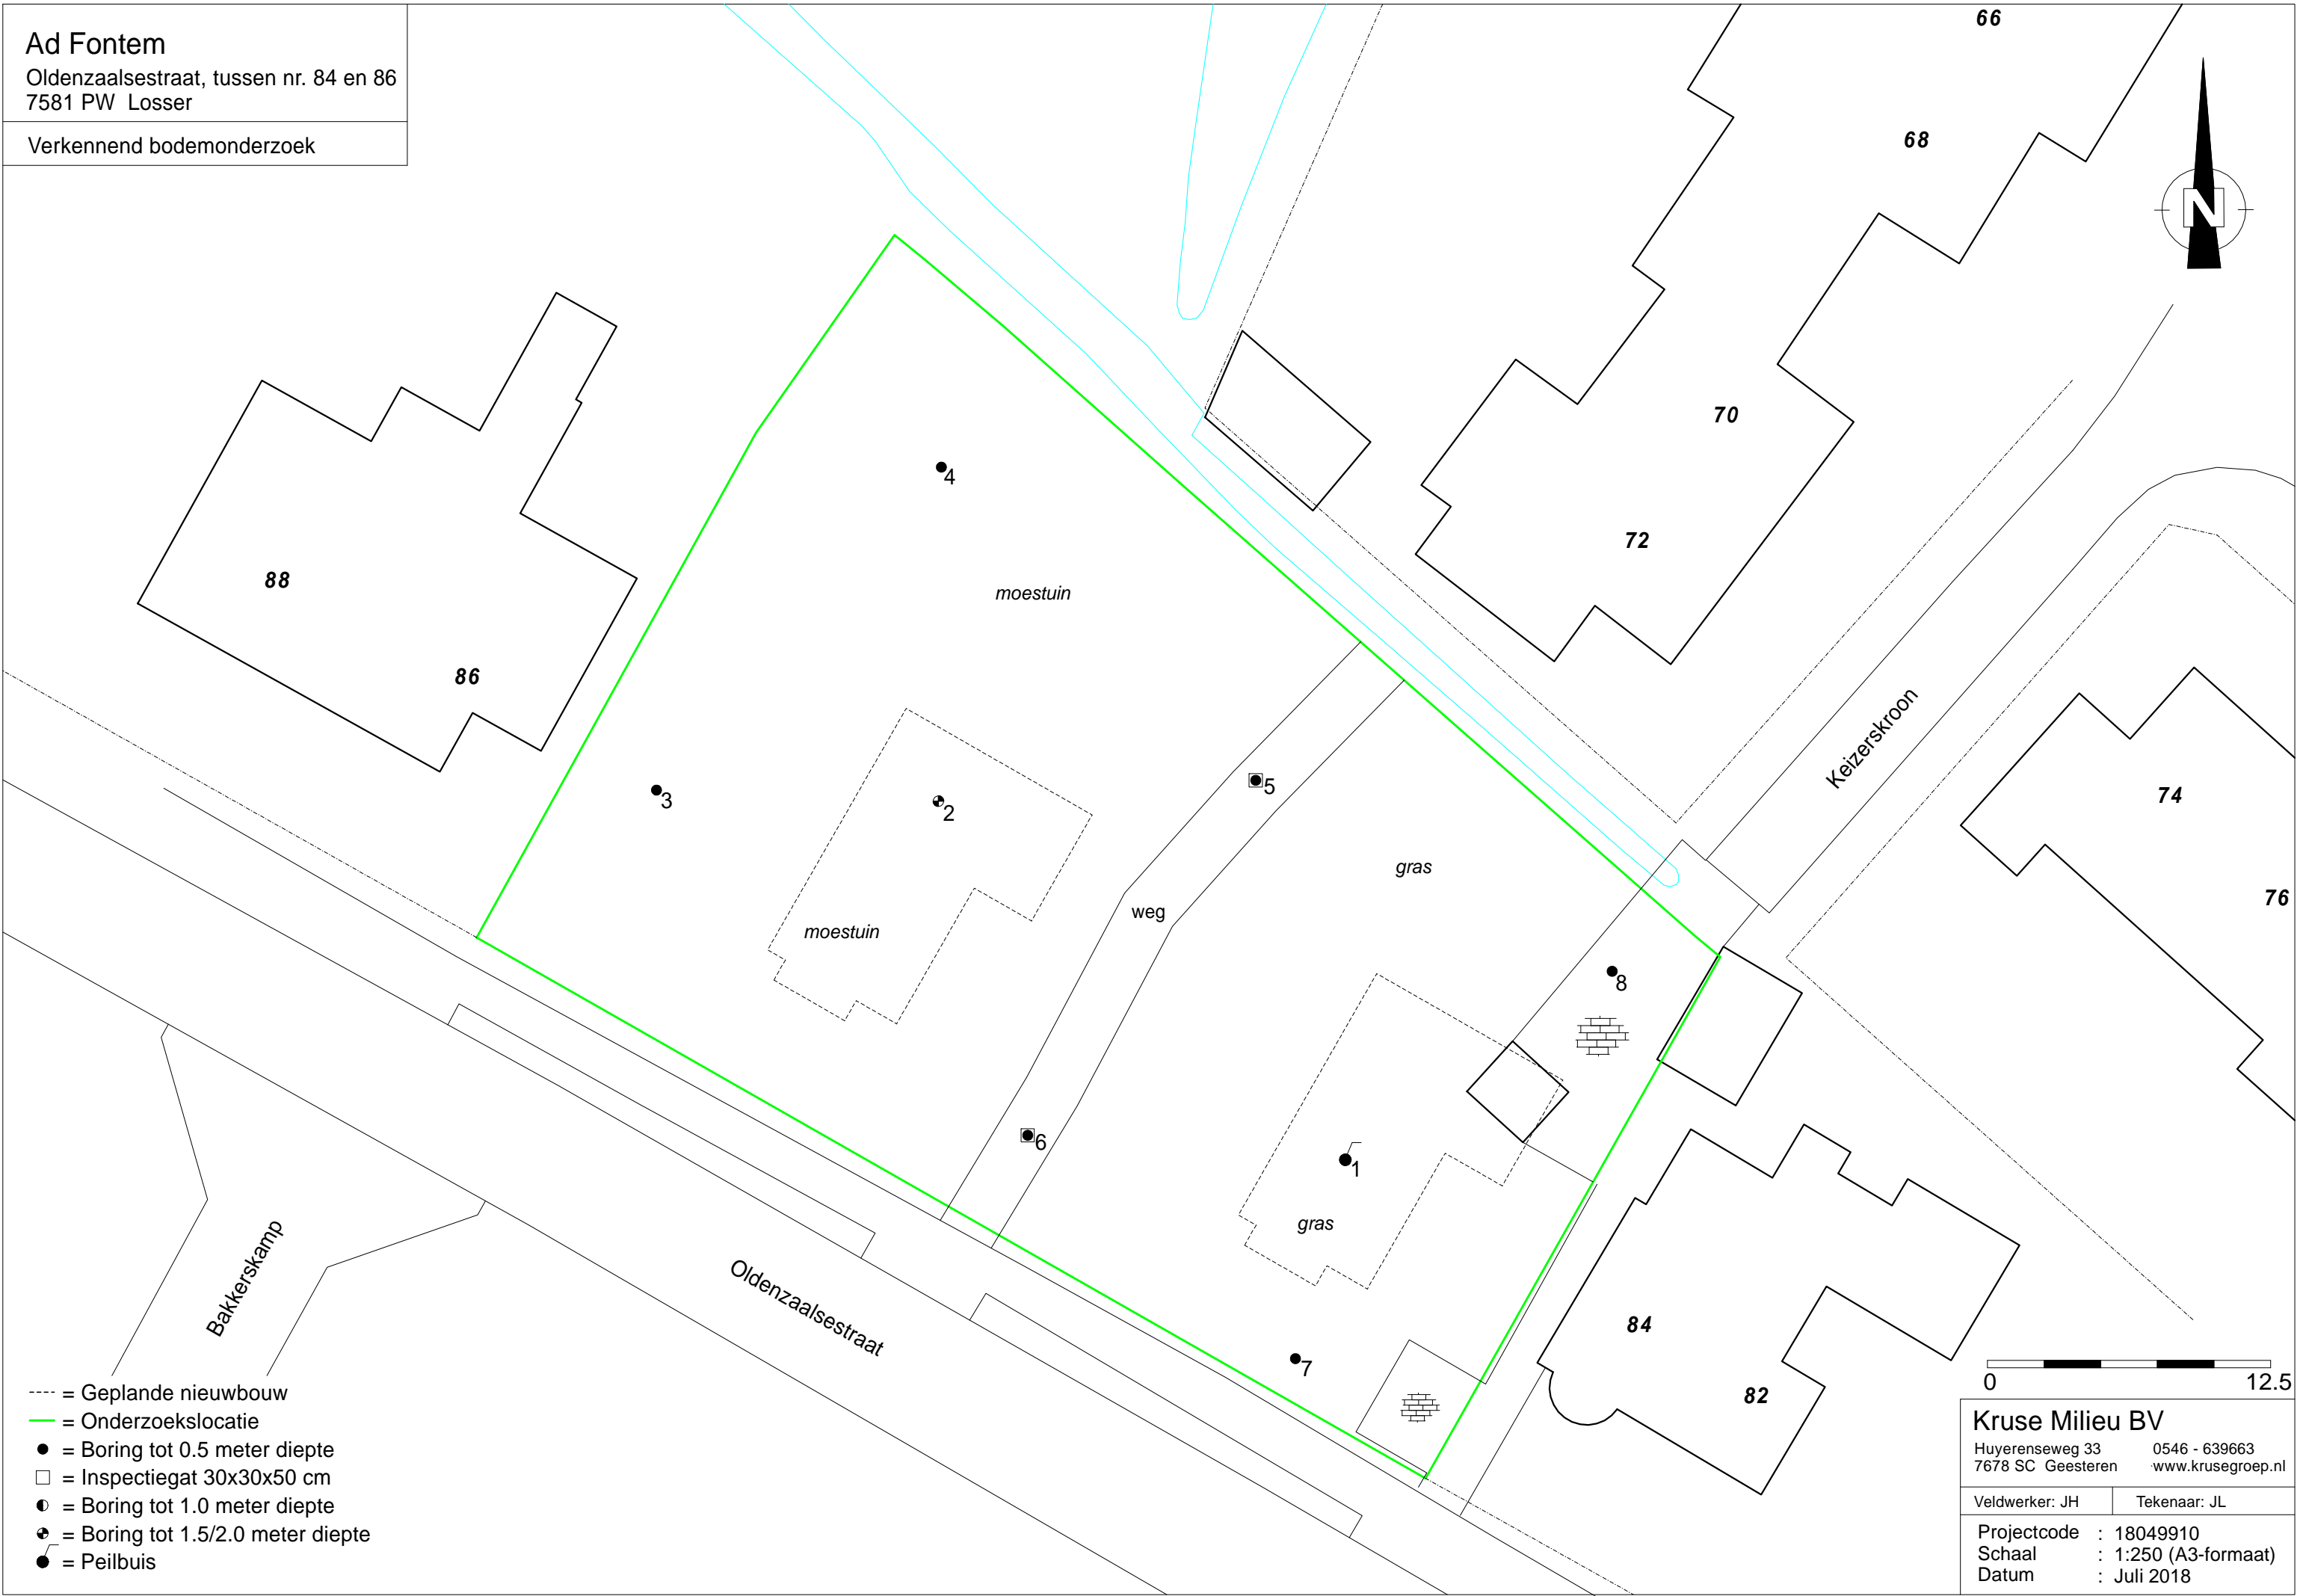 Ad Fontem
Oldenzaalsestraat, tussen nr. 84 en 86
7581 PW Losser
Verkennend bodemonderzoek
66
68
N
70
72
4
88
moestuin
86
Keizerskroon
3
2
5
74
gras
76
weg
moestuin
8
6
1
gras
Bakkerskamp
Oldenzaalsestraat
84
7
82
0 12.5
---- = Geplande nieuwbouw
= Onderzoekslocatie
= Boring tot 0.5 meter diepte
= Inspectiegat 30x30x50 cm
= Boring tot 1.0 meter diepte
= Boring tot 1.5/2.0 meter diepte
= Peilbuis
Kruse Milieu BV
Huyerenseweg 33 0546 - 639663
7678 SC Geesteren www.krusegroep.nl
Veldwerker: JH Tekenaar: JL
Projectcode : 18049910
Schaal : 1:250 (A3-formaat)
Datum : Juli 2018